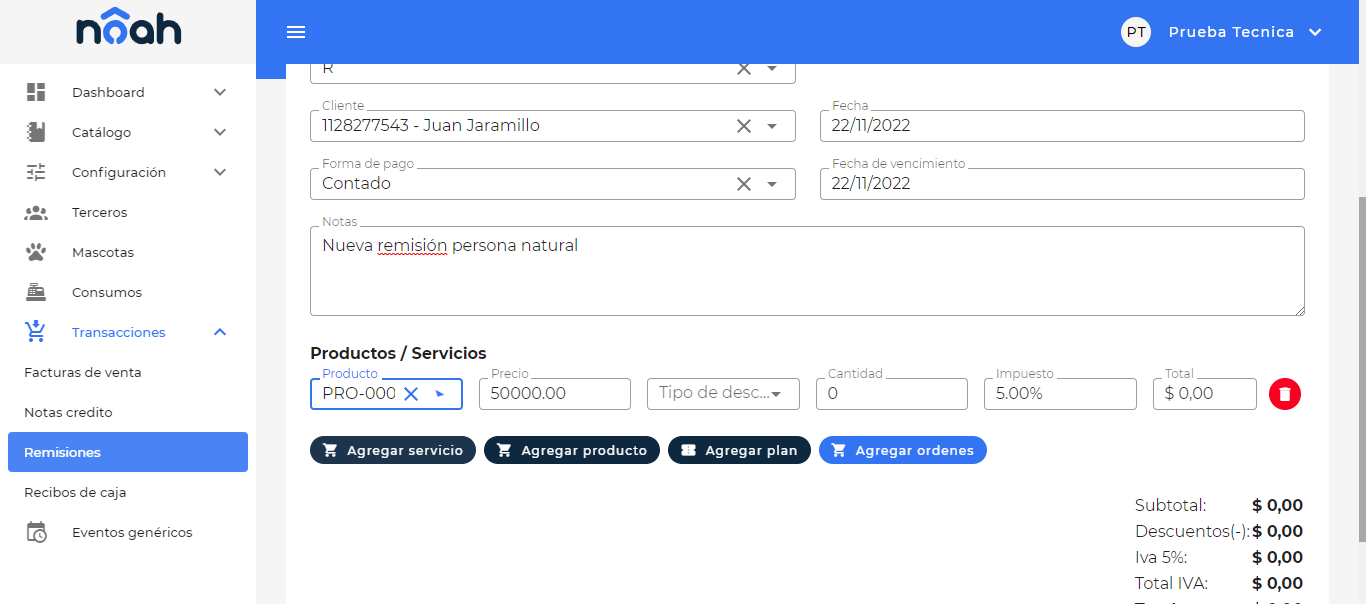 nôah
PT Prueba Tecnica
Dashboard
Catálogo
Configuración
Terceros
Mascotas
Consumos
Transacciones
Facturas de venta
Notas credito
Remisiones
Recibos de caja
Eventos genéricos
R
Cliente
1128277543 - Juan Jaramillo
Fecha
22/11/2022
Forma de pago
Contado
Fecha de vencimiento
22/11/2022
Notas
Nueva remisión persona natural
Productos / Servicios
Producto
PRO-000
Precio
50000.00
Tipo de desc...
Cantidad
0
Impuesto
5.00%
Total
$ 0,00
Agregar servicio
Agregar producto
Agregar plan
Agregar ordenes
Subtotal: $ 0,00
Descuentos(-): $ 0,00
Iva 5%: $ 0,00
Total IVA: $ 0,00